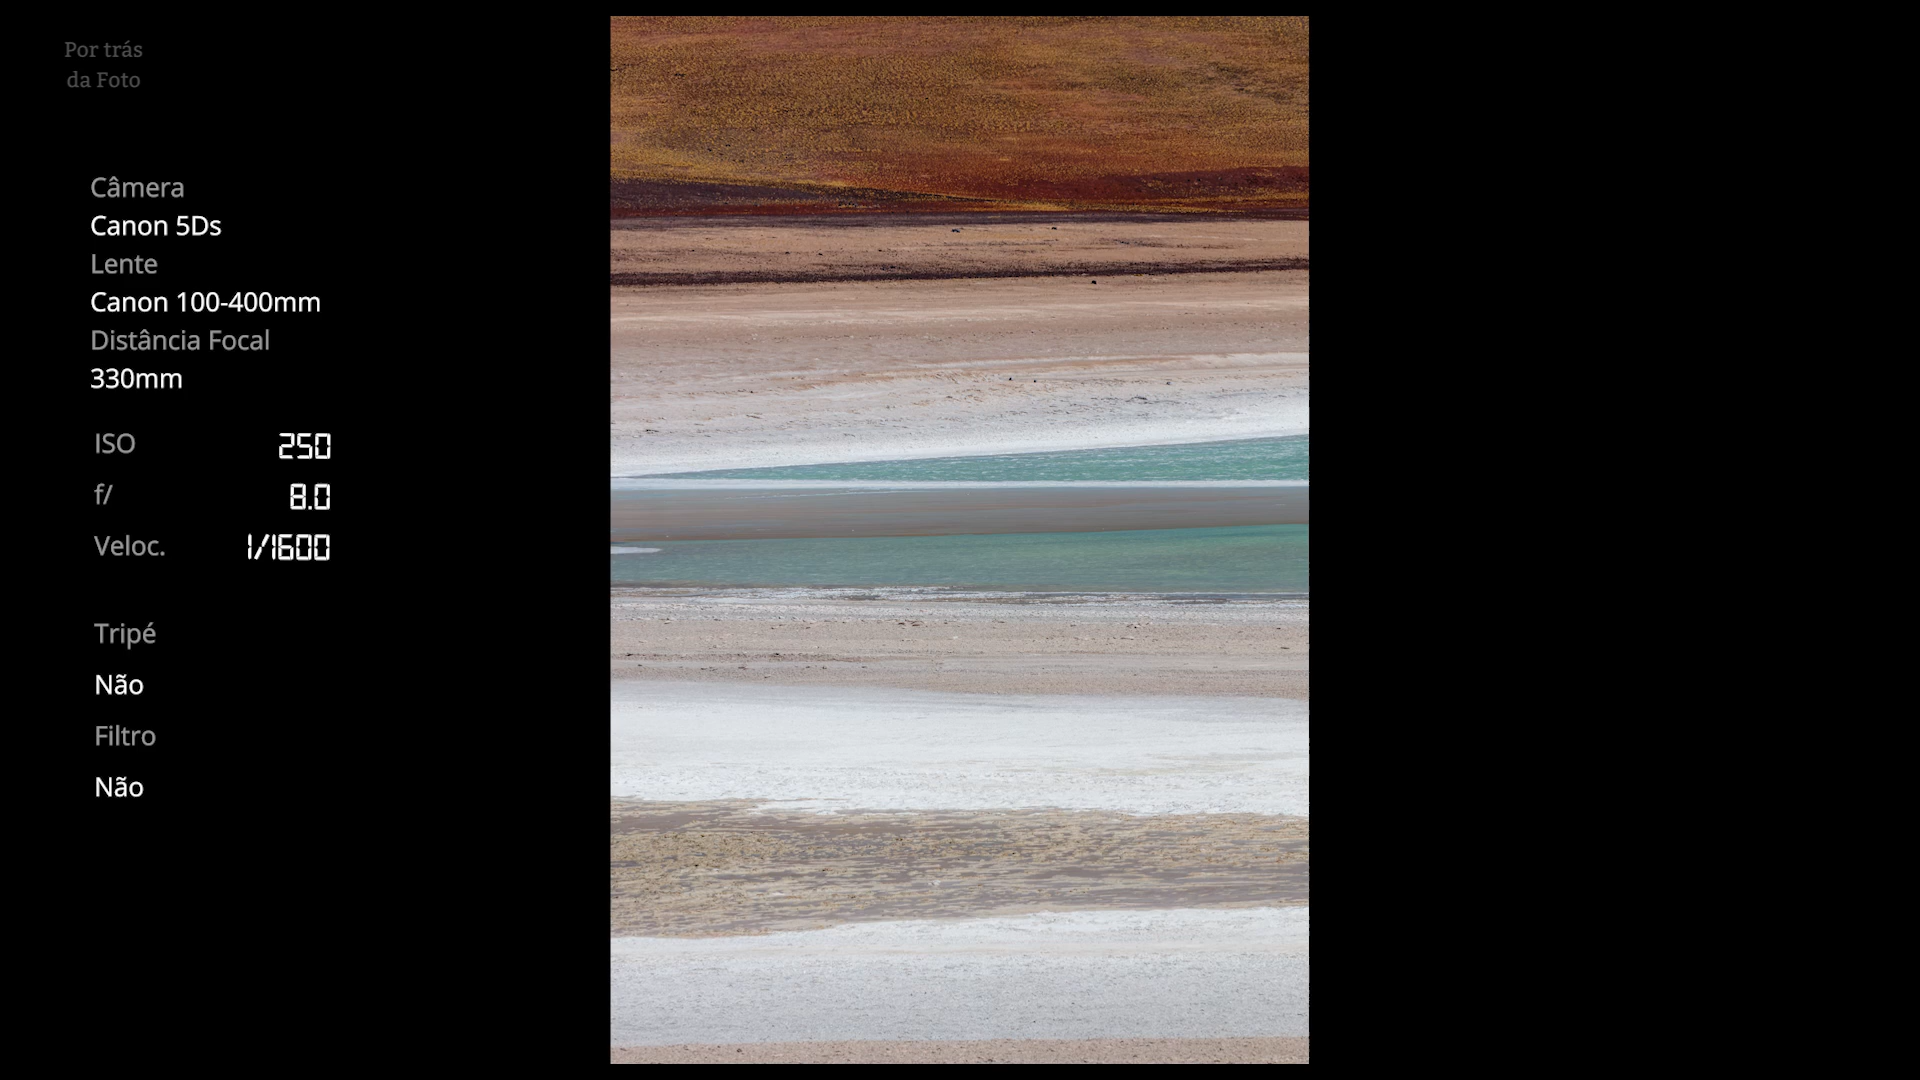 Por trás
da Foto
Câmera
Canon 5Ds
Lente
Canon 100-400mm
Distância Focal
330mm
ISO 250
f/ 8.0
Veloc. 1/1600
Tripé
Não
Filtro
Não